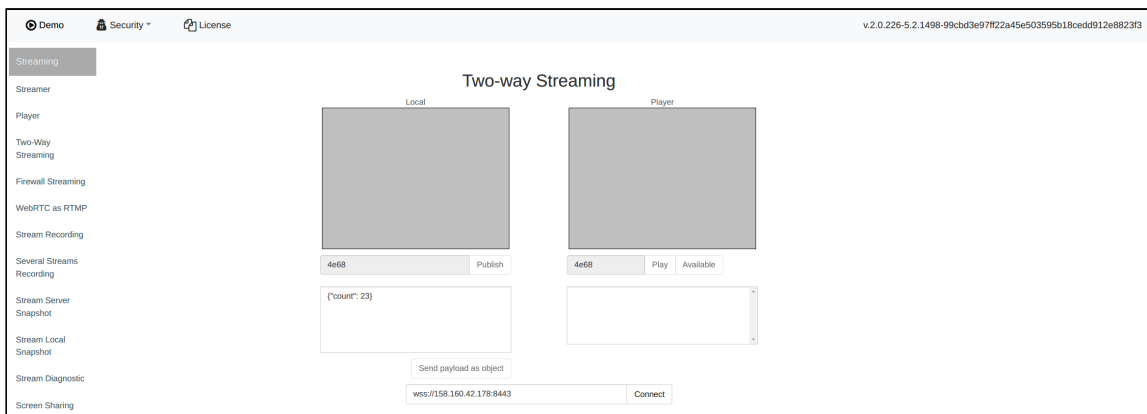 Demo
Security
License
v.2.0.226-5.2.1498-99cbd3e97ff22a45e503595b18cedd912e8823f3
Streaming
Streamer
Player
Two-Way
Streaming
Firewall Streaming
WebRTC as RTMP
Stream Recording
Several Streams
Recording
Stream Server
Snapshot
Stream Local
Snapshot
Stream Diagnostic
Screen Sharing
Two-way Streaming
Local
Player
4e68
Publish
4e68
Play
Available
{"count": 23}
Send payload as object
wss://158.160.42.178:8443
Connect